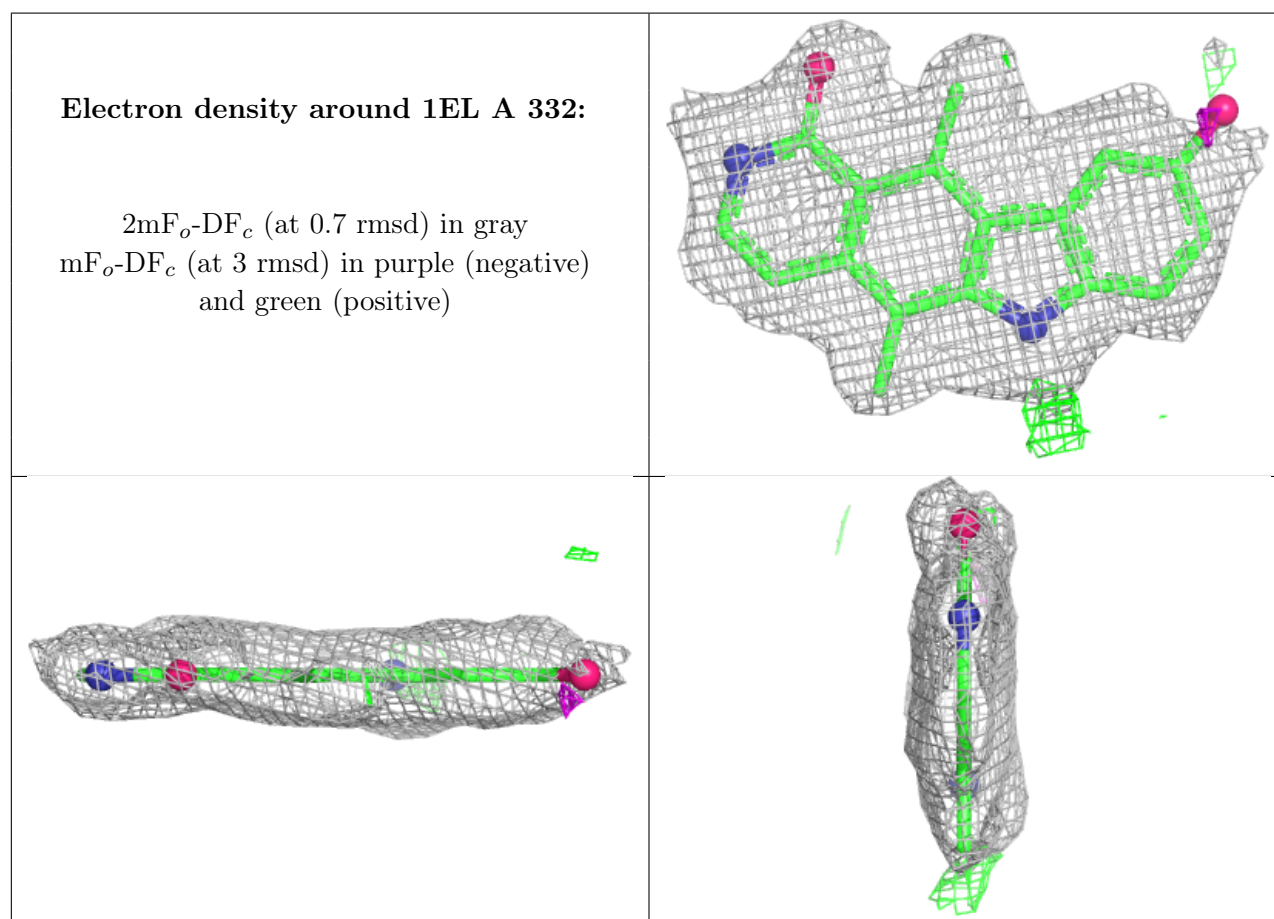 Electron density around 1EL A 332:
2mFo-DFc (at 0.7 rmsd) in gray
mFo-DFc (at 3 rmsd) in purple (negative)
and green (positive)